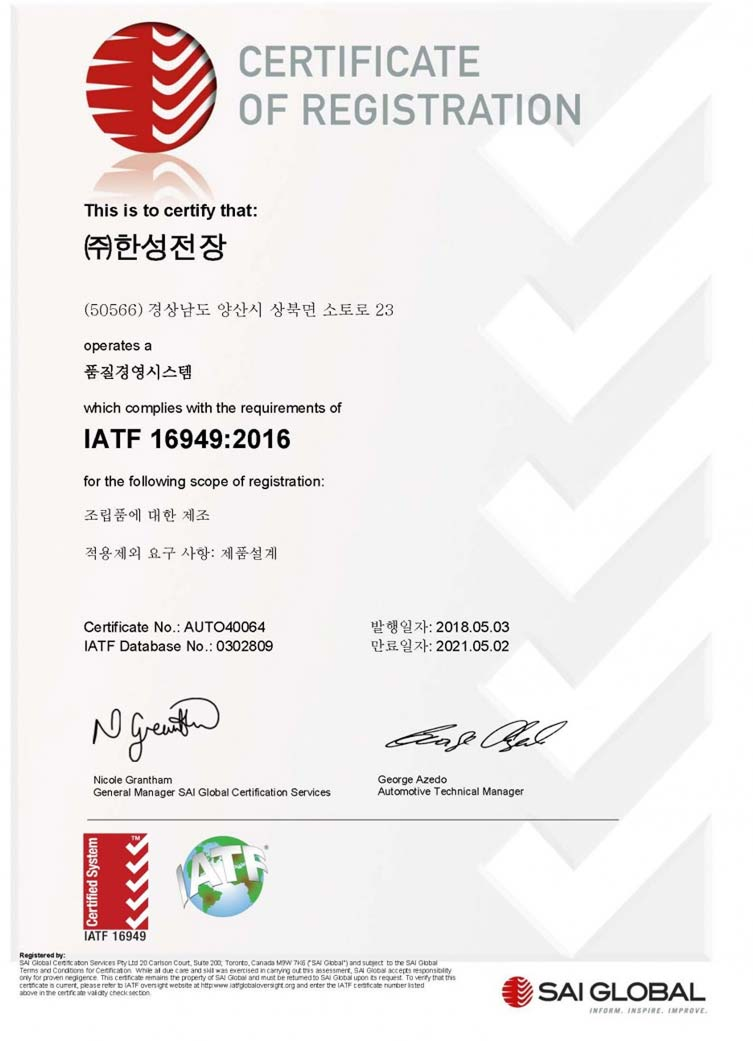 CERTIFICATE
OF REGISTRATION
This is to certify that:
㈜한성전장
(50566) 경상남도 양산시 상북면 소토로 23
operates a
품질경영시스템
which complies with the requirements of
IATF 16949:2016
for the following scope of registration:
조립품에 대한 제조
적용제외 요구 사항: 제품설계
Certificate No.: AUTO40064
IATF Database No.: 0302809
발행일자: 2018.05.03
만료일자: 2021.05.02
Nicole Grantham
General Manager SAI Global Certification Services
George Azedo
Automotive Technical Manager
Certified System
TM
IATF 16949
IATF®
Registered by:
SAI Global Certification Services Pty Ltd 20 Carlson Court, Suite 200, Toronto, Canada M9W 7K6 ("SAI Global") and subject to the SAI Global
Terms and Conditions for Certification. While all due care and skill was exercised in carrying out this assessment, SAI Global accepts responsibility
only for proven negligence. This certificate remains the property of SAI Global and must be returned to SAI Global upon its request. To verify that this
certificate is current, please refer to IATF oversight website at http:www.iatfglobaloversight.org and enter the IATF certificate number listed
above in the certificate validity check section.
SAI GLOBAL
INFORM. INSPIRE. IMPROVE.